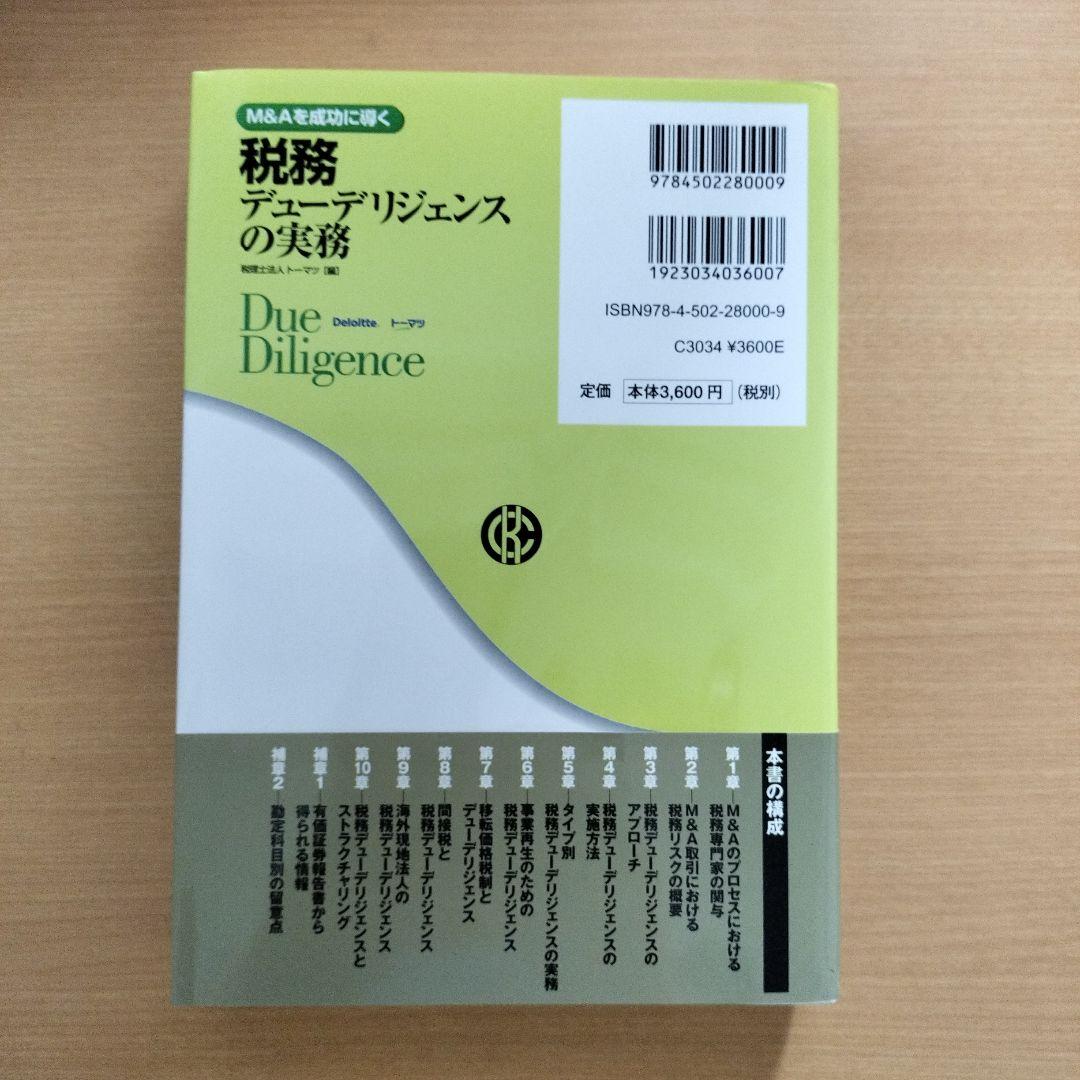 M&Aを成功に導く
税務
デューデリジェンス
の実務
税理士法人トーマツ［編］
Due
Diligence
Deloitte.
トーマツ
9784502280009
1923034036007
ISBN978-4-502-28000-9
C3034 ¥3600E
定価 本体3,600円（税別）
本書の構成
第1章─M&Aのプロセスにおける
税務専門家の関与
第2章─M&A取引における
税務リスクの概要
第3章─税務デューデリジェンスの
アプローチ
第4章─税務デューデリジェンスの
実施方法
第5章─タイプ別
税務デューデリジェンスの実務
第6章─事業再生のための
税務デューデリジェンス
第7章─移転価格税制と
デューデリジェンス
第8章─間接税と
税務デューデリジェンス
第9章─海外現地法人の
税務デューデリジェンス
第10章─税務デューデリジェンスと
ストラクチャリング
補章1─有価証券報告書から
得られる情報
補章2─勘定科目別の留意点